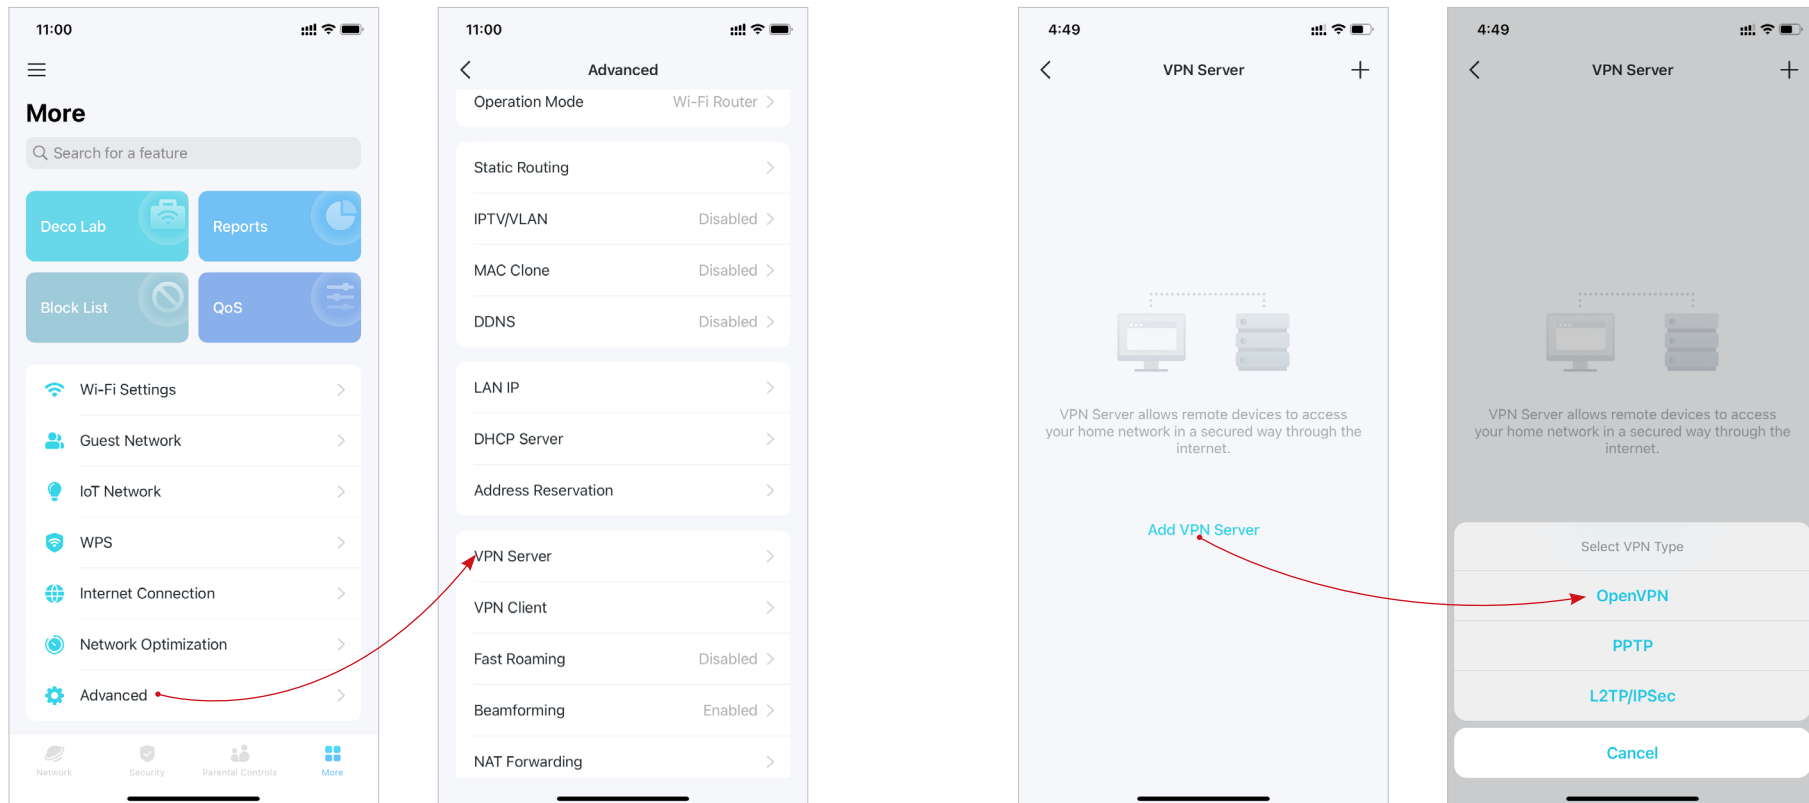 11:00
More
Search for a feature
Deco Lab
Reports
Block List
QoS
Wi-Fi Settings
Guest Network
IoT Network
WPS
Internet Connection
Network Optimization
Advanced
Network
Security
Parental Controls
More
11:00
Advanced
Operation Mode Wi-Fi Router
Static Routing
IPTV/VLAN Disabled
MAC Clone Disabled
DDNS Disabled
LAN IP
DHCP Server
Address Reservation
VPN Server
VPN Client
Fast Roaming Disabled
Beamforming Enabled
NAT Forwarding
4:49
VPN Server
VPN Server allows remote devices to access
your home network in a secured way through the
internet.
Add VPN Server
4:49
VPN Server
VPN Server allows remote devices to access
your home network in a secured way through the
internet.
Select VPN Type
OpenVPN
PPTP
L2TP/IPSec
Cancel